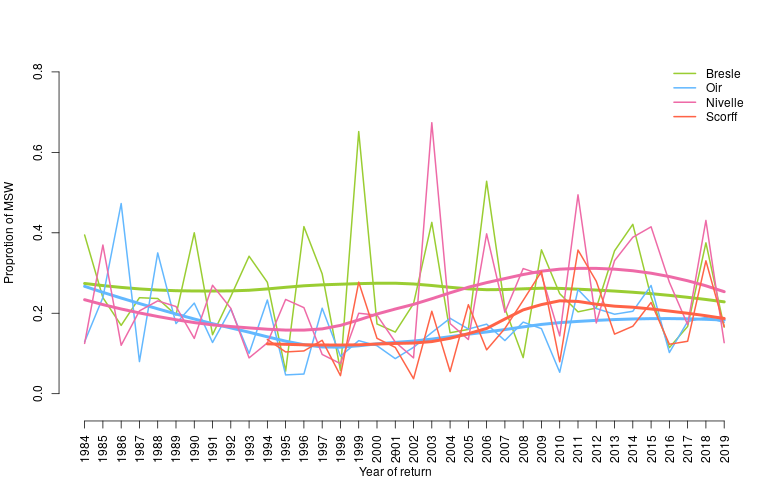 Bresle
Oir
Nivelle
Scorff
Proprotion of MSW
0.8
0.6
0.4
0.2
0.0
1984 1985 1986 1987 1988 1989 1990 1991 1992 1993 1994 1995 1996 1997 1998 1999 2000 2001 2002 2003 2004 2005 2006 2007 2008 2009 2010 2011 2012 2013 2014 2015 2016 2017 2018 2019
Year of return